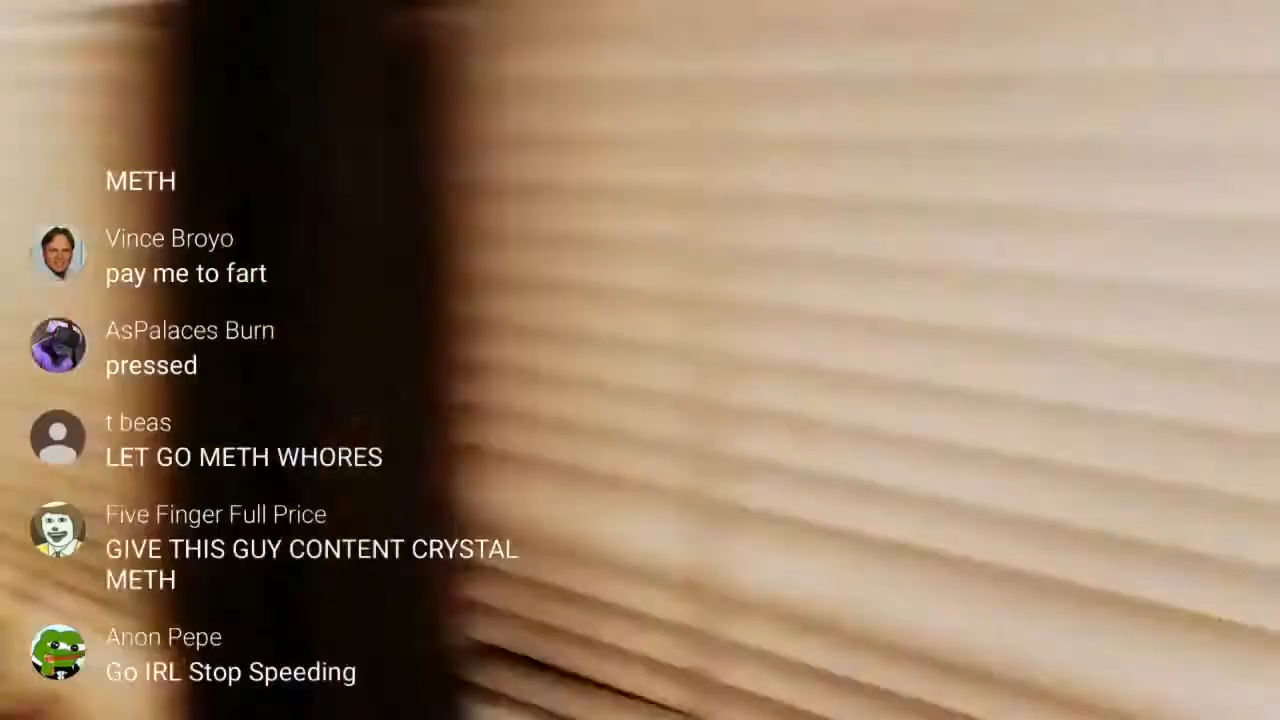 METH
Vince Broyo
pay me to fart
AsPalaces Burn
pressed
t beas
LET GO METH WHORES
Five Finger Full Price
GIVE THIS GUY CONTENT CRYSTAL
METH
Anon Pepe
Go IRL Stop Speeding